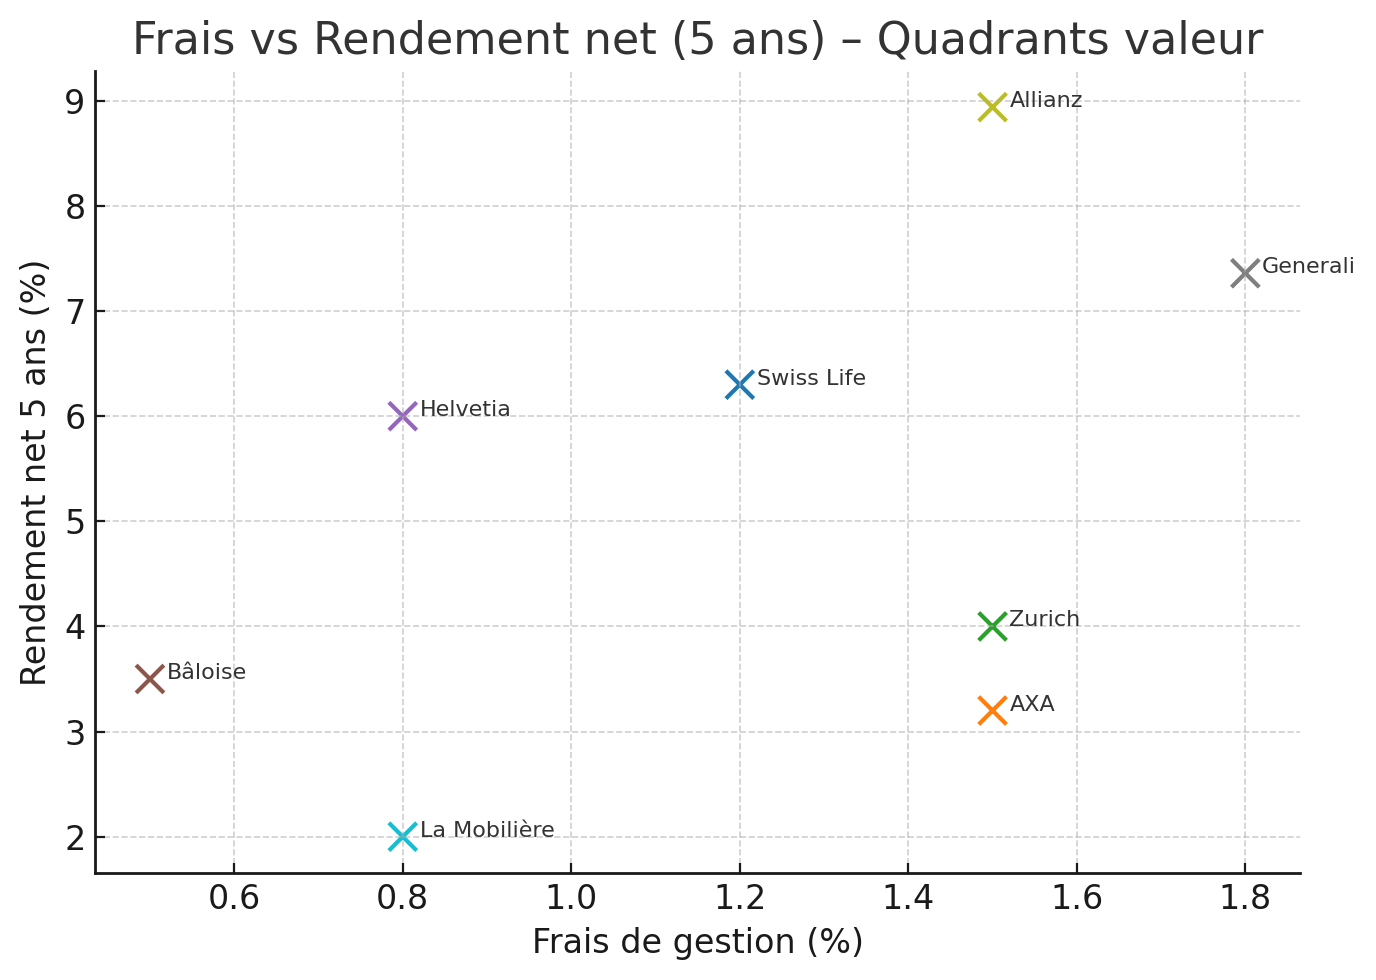 Frais vs Rendement net (5 ans) – Quadrants valeur
Rendement net 5 ans (%)
9
8
7
6
5
4
3
2
Allianz
Generali
Swiss Life
Helvetia
Zurich
Bâloise
AXA
La Mobilière
0.6
0.8
1.0
1.2
1.4
1.6
1.8
Frais de gestion (%)